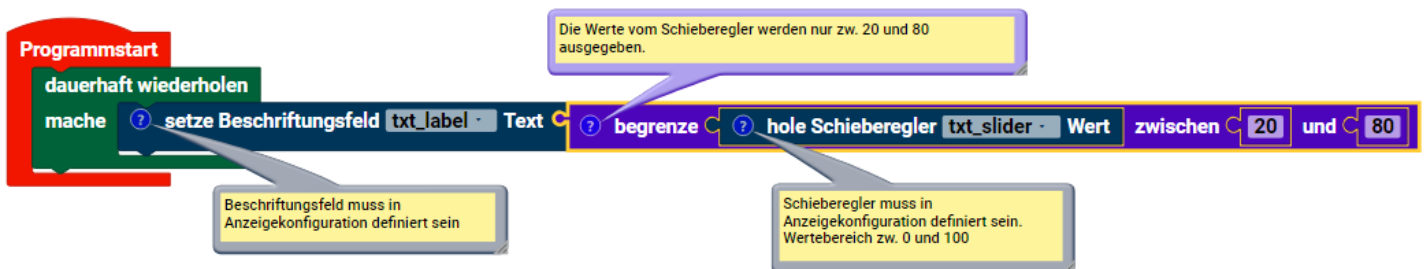 Die Werte vom Schieberegler werden nur zw. 20 und 80
ausgegeben.
Programmstart
dauerhaft wiederholen
mache ? setze Beschriftungsfeld txt_label Text ? begrenze ? hole Schieberegler txt_slider Wert zwischen 20 und 80
Beschriftungsfeld muss in
Anzeigekonfiguration definiert sein
Schieberegler muss in
Anzeigekonfiguration definiert sein.
Wertebereich zw. 0 und 100